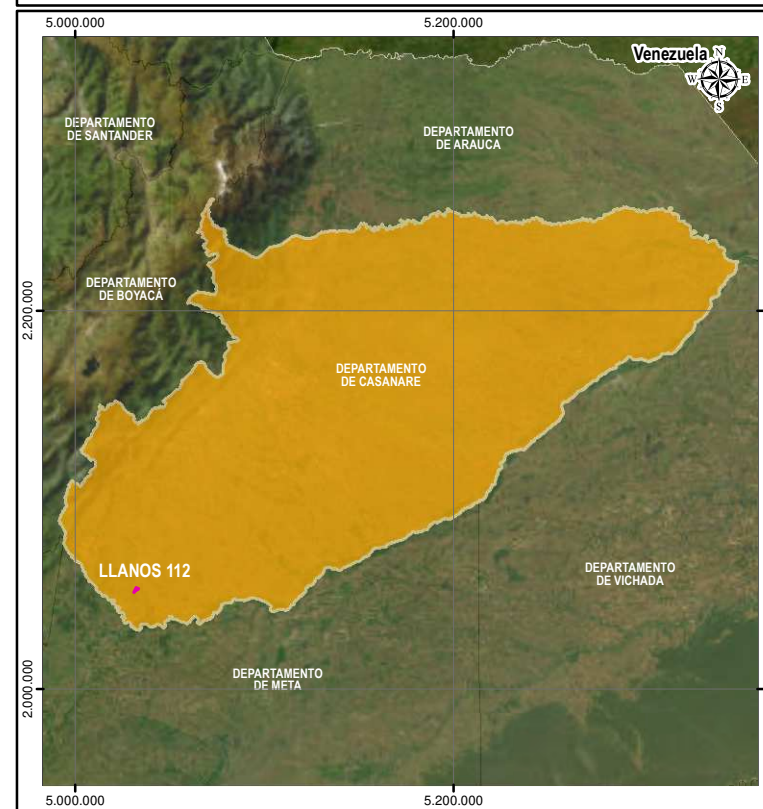 5.000.000
5.200.000
Venezuela
N
W
E
S
DEPARTAMENTO
DE SANTANDER
DEPARTAMENTO
DE ARAUCA
DEPARTAMENTO
DE BOYACÁ
2.200.000
DEPARTAMENTO
DE CASANARE
LLANOS 112
DEPARTAMENTO
DE VICHADA
DEPARTAMENTO
DE META
2.000.000
5.000.000
5.200.000